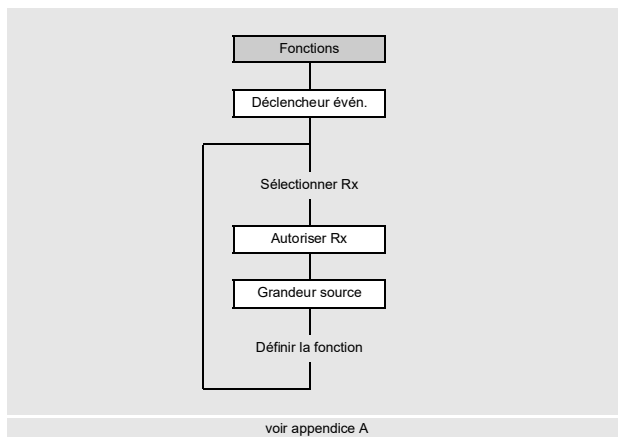 Fonctions
Déclencheur évén.
Sélectionner Rx
Autoriser Rx
Grandeur source
Définir la fonction
voir appendice A